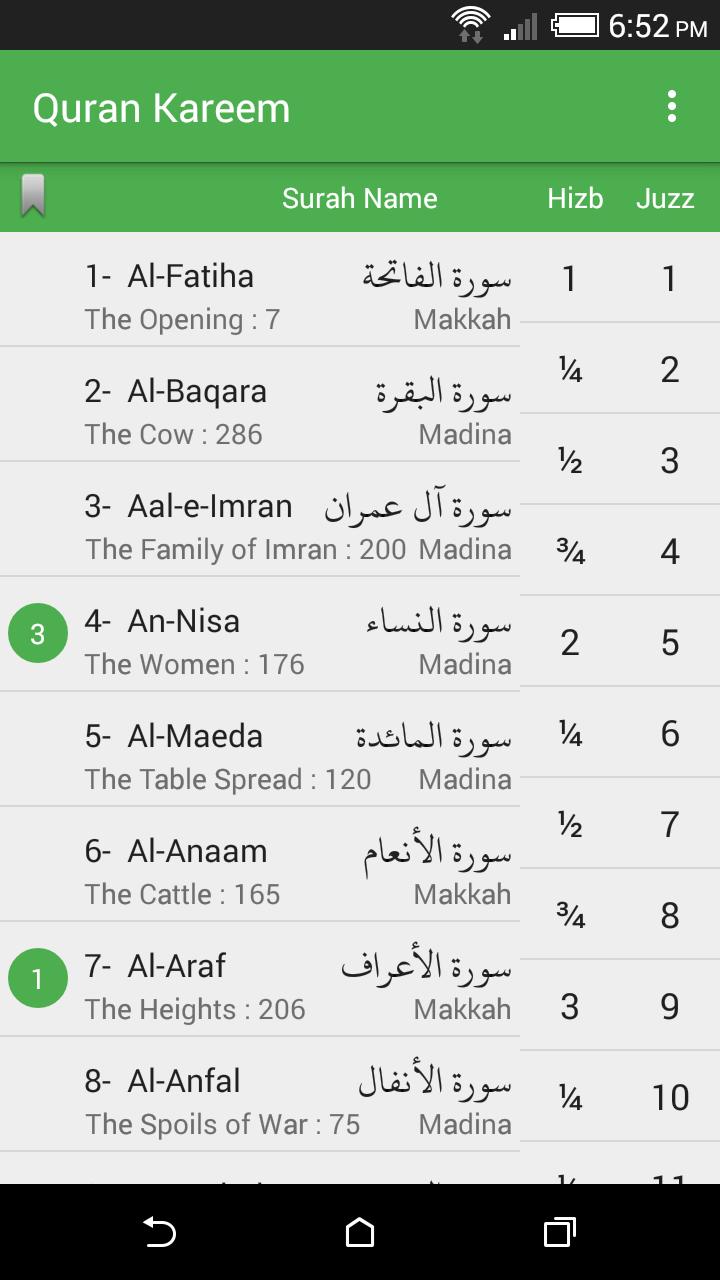 6:52 PM
Quran Kareem
Surah Name Hizb Juzz
1- Al-Fatiha سورة الفاتحة 1 1
The Opening : 7 Makkah
¼ 2
2- Al-Baqara سورة البقرة
The Cow : 286 Madina
½ 3
3- Aal-e-Imran سورة آل عمران
The Family of Imran : 200 Madina
¾ 4
3 4- An-Nisa سورة النساء
The Women : 176 Madina
2 5
5- Al-Maeda سورة المائدة
The Table Spread : 120 Madina
¼ 6
½ 7
6- Al-Anaam سورة الأنعام
The Cattle : 165 Makkah
¾ 8
1 7- Al-Araf سورة الأعراف
The Heights : 206 Makkah
3 9
8- Al-Anfal سورة الأنفال
The Spoils of War : 75 Madina
¼ 10
11